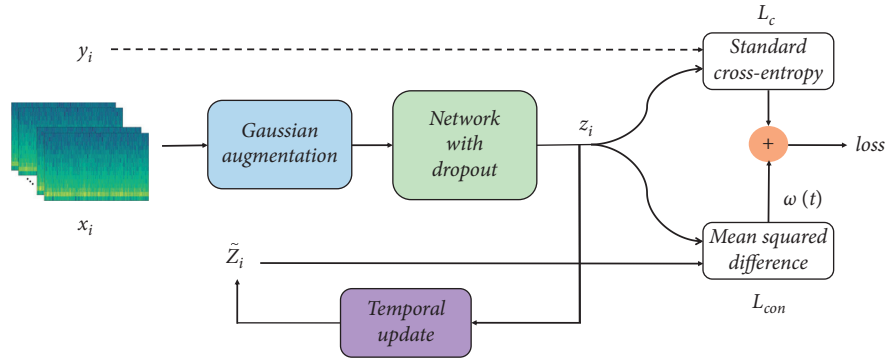 L_c
y_i
Standard
cross-entropy
Gaussian
augmentation
Network
with
dropout
z_i
+
loss
x_i
ω (t)
Z̃_i
Mean squared
difference
Temporal
update
L_con